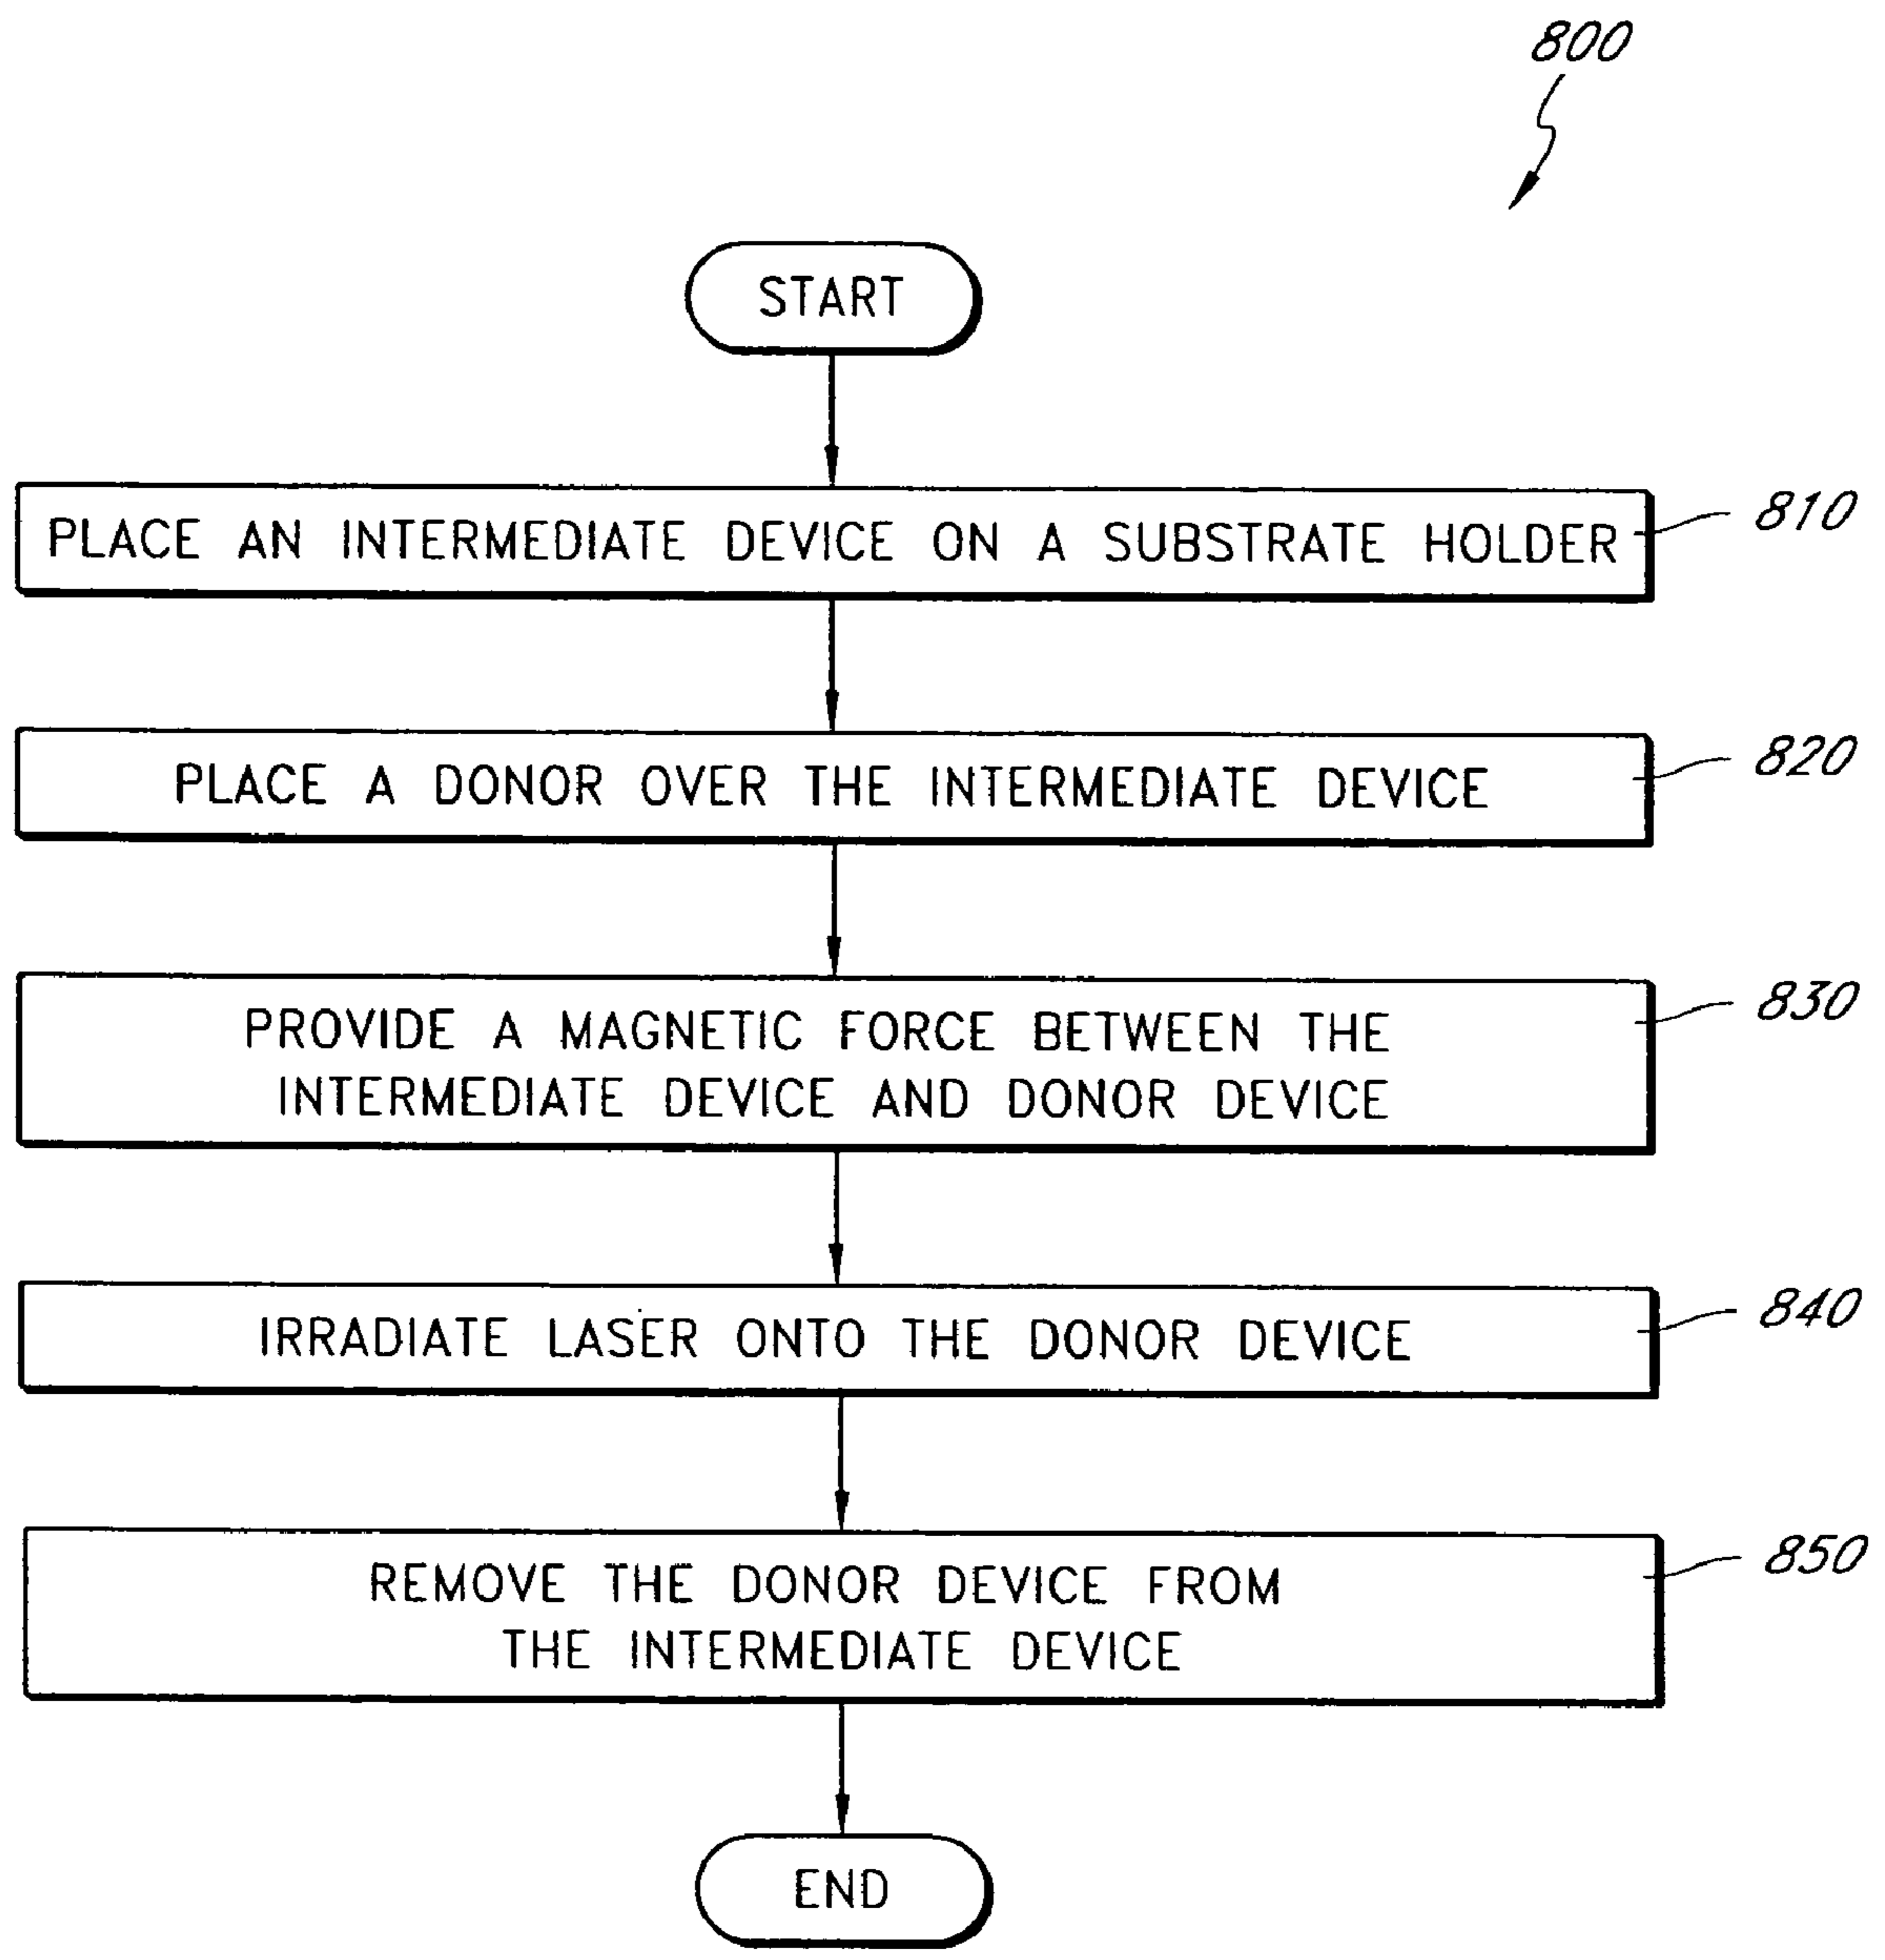 800
START
PLACE AN INTERMEDIATE DEVICE ON A SUBSTRATE HOLDER
810
PLACE A DONOR OVER THE INTERMEDIATE DEVICE
820
PROVIDE A MAGNETIC FORCE BETWEEN THE
INTERMEDIATE DEVICE AND DONOR DEVICE
830
IRRADIATE LASER ONTO THE DONOR DEVICE
840
REMOVE THE DONOR DEVICE FROM
THE INTERMEDIATE DEVICE
850
END